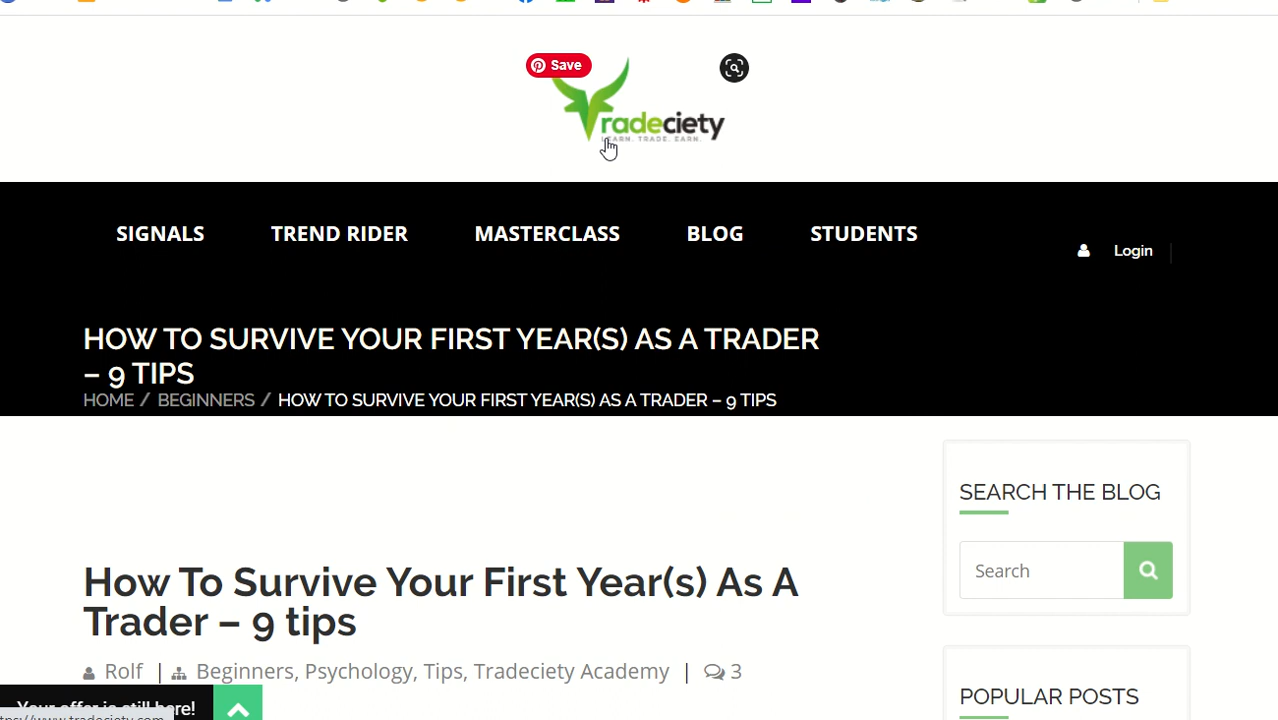 Save
Tradeciety
LEARN. TRADE. EARN.
SIGNALS TREND RIDER MASTERCLASS BLOG STUDENTS
Login
HOW TO SURVIVE YOUR FIRST YEAR(S) AS A TRADER
– 9 TIPS
HOME / BEGINNERS / HOW TO SURVIVE YOUR FIRST YEAR(S) AS A TRADER – 9 TIPS
How To Survive Your First Year(s) As A
Trader – 9 tips
Rolf | Beginners, Psychology, Tips, Tradeciety Academy | 3
SEARCH THE BLOG
Search
POPULAR POSTS
Your offer is still here!